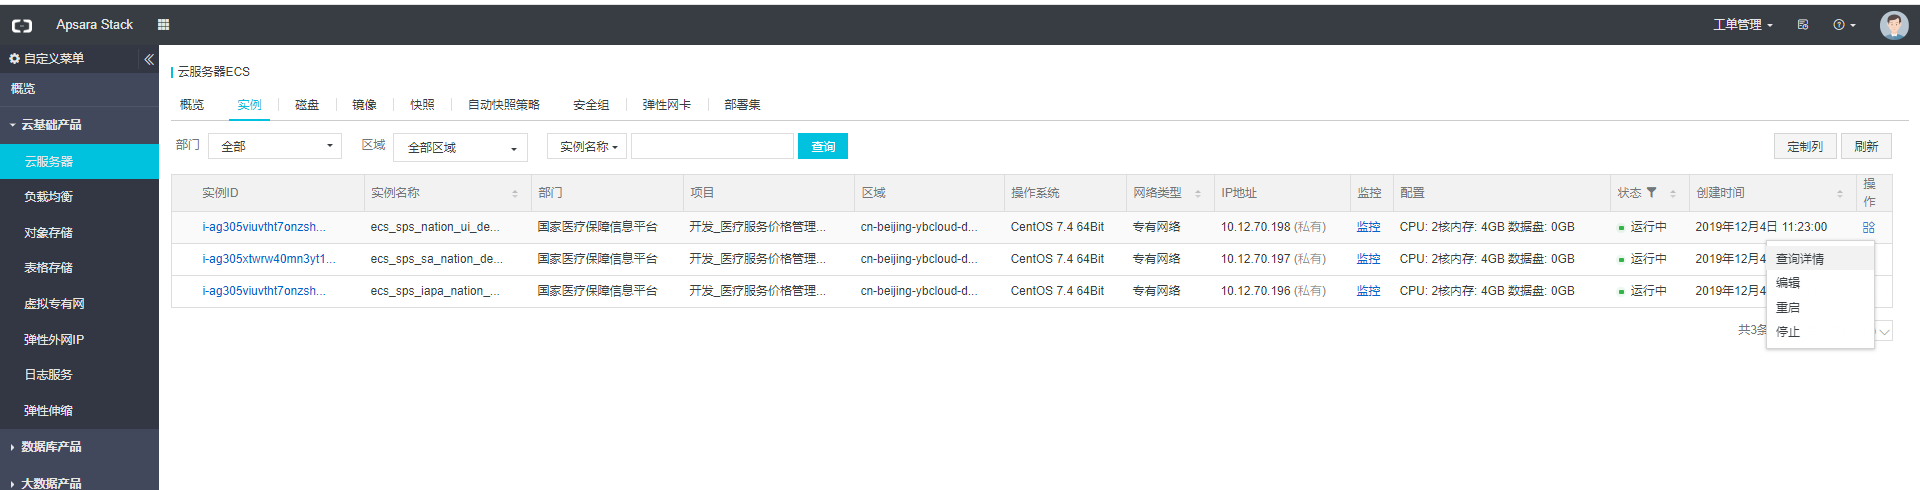 Apsara Stack
工单管理
自定义菜单
概览
云基础产品
云服务器
负载均衡
对象存储
表格存储
虚拟专有网
弹性外网IP
日志服务
弹性伸缩
数据库产品
大数据产品
云服务器ECS
概览 实例 磁盘 镜像 快照 自动快照策略 安全组 弹性网卡 部署集
部门 全部 区域 全部区域 实例名称 查询 定制列 刷新
实例ID 实例名称 部门 项目 区域 操作系统 网络类型 IP地址 监控 配置 状态 创建时间 操作
i-ag305viuvtht7onzsh... ecs_sps_nation_ui_de... 国家医疗保障信息平台 开发_医疗服务价格管理... cn-beijing-ybcloud-d... CentOS 7.4 64Bit 专有网络 10.12.70.198 (私有) 监控 CPU: 2核内存: 4GB 数据盘: 0GB 运行中 2019年12月4日 11:23:00
i-ag305xtwrw40mn3yt1... ecs_sps_sa_nation_de... 国家医疗保障信息平台 开发_医疗服务价格管理... cn-beijing-ybcloud-d... CentOS 7.4 64Bit 专有网络 10.12.70.197 (私有) 监控 CPU: 2核内存: 4GB 数据盘: 0GB 运行中 2019年12月4
i-ag305viuvtht7onzsh... ecs_sps_iapa_nation_... 国家医疗保障信息平台 开发_医疗服务价格管理... cn-beijing-ybcloud-d... CentOS 7.4 64Bit 专有网络 10.12.70.196 (私有) 监控 CPU: 2核内存: 4GB 数据盘: 0GB 运行中 2019年12月4
查询详情
编辑
重启
停止
共3条